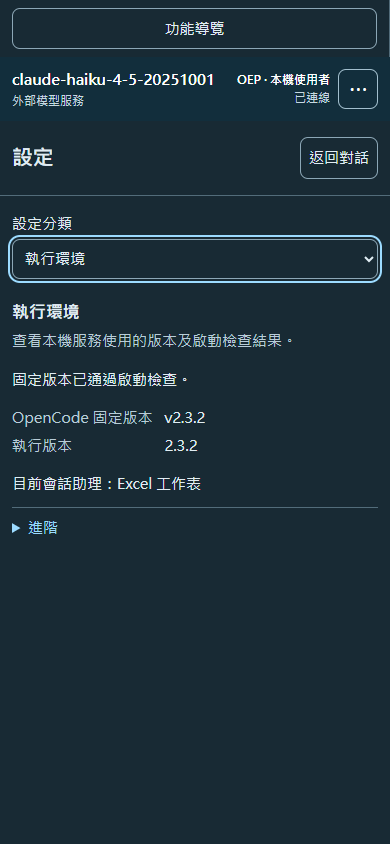 功能導覽
claude-haiku-4-5-20251001
外部模型服務
OEP · 本機使用者
已連線
···
設定
返回對話
設定分類
執行環境
執行環境
查看本機服務使用的版本及啟動檢查結果。
固定版本已通過啟動檢查。
OpenCode 固定版本 v2.3.2
執行版本 2.3.2
目前會話助理：Excel 工作表
進階